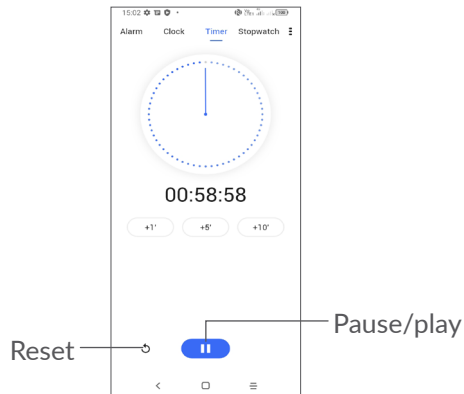 15:02
Alarm Clock Timer Stopwatch
00:58:58
+1' +5' +10'
Pause/play
Reset